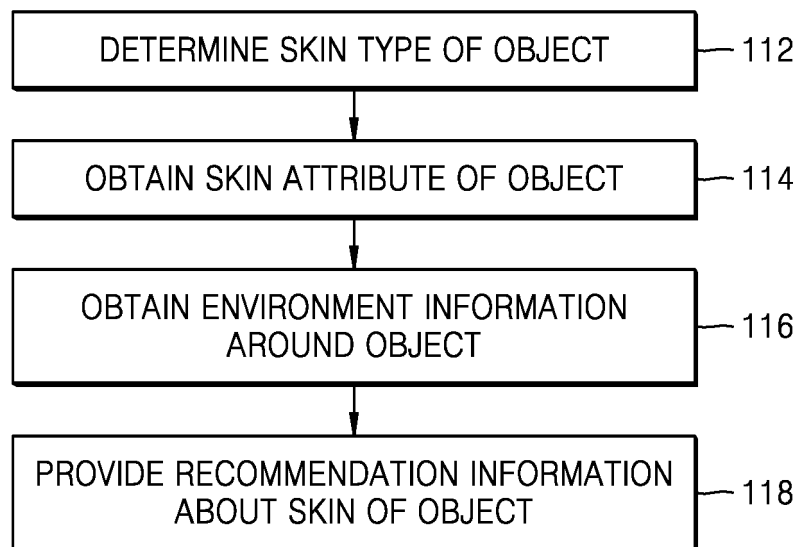 DETERMINE SKIN TYPE OF OBJECT
112
OBTAIN SKIN ATTRIBUTE OF OBJECT
114
OBTAIN ENVIRONMENT INFORMATION
AROUND OBJECT
116
PROVIDE RECOMMENDATION INFORMATION
ABOUT SKIN OF OBJECT
118